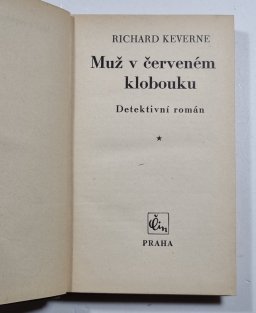 RICHARD KEVERNE
Muž v červeném
klobouku
Detektivní román
Čin
PRAHA